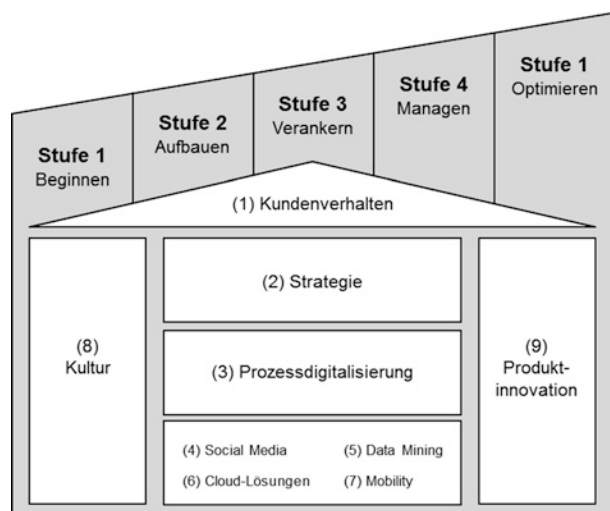 Stufe 1
Beginnen
Stufe 2
Aufbauen
Stufe 3
Verankern
Stufe 4
Managen
Stufe 1
Optimieren
(1) Kundenverhalten
(8)
Kultur
(2) Strategie
(3) Prozessdigitalisierung
(4) Social Media
(5) Data Mining
(6) Cloud-Lösungen
(7) Mobility
(9)
Produkt-
innovation